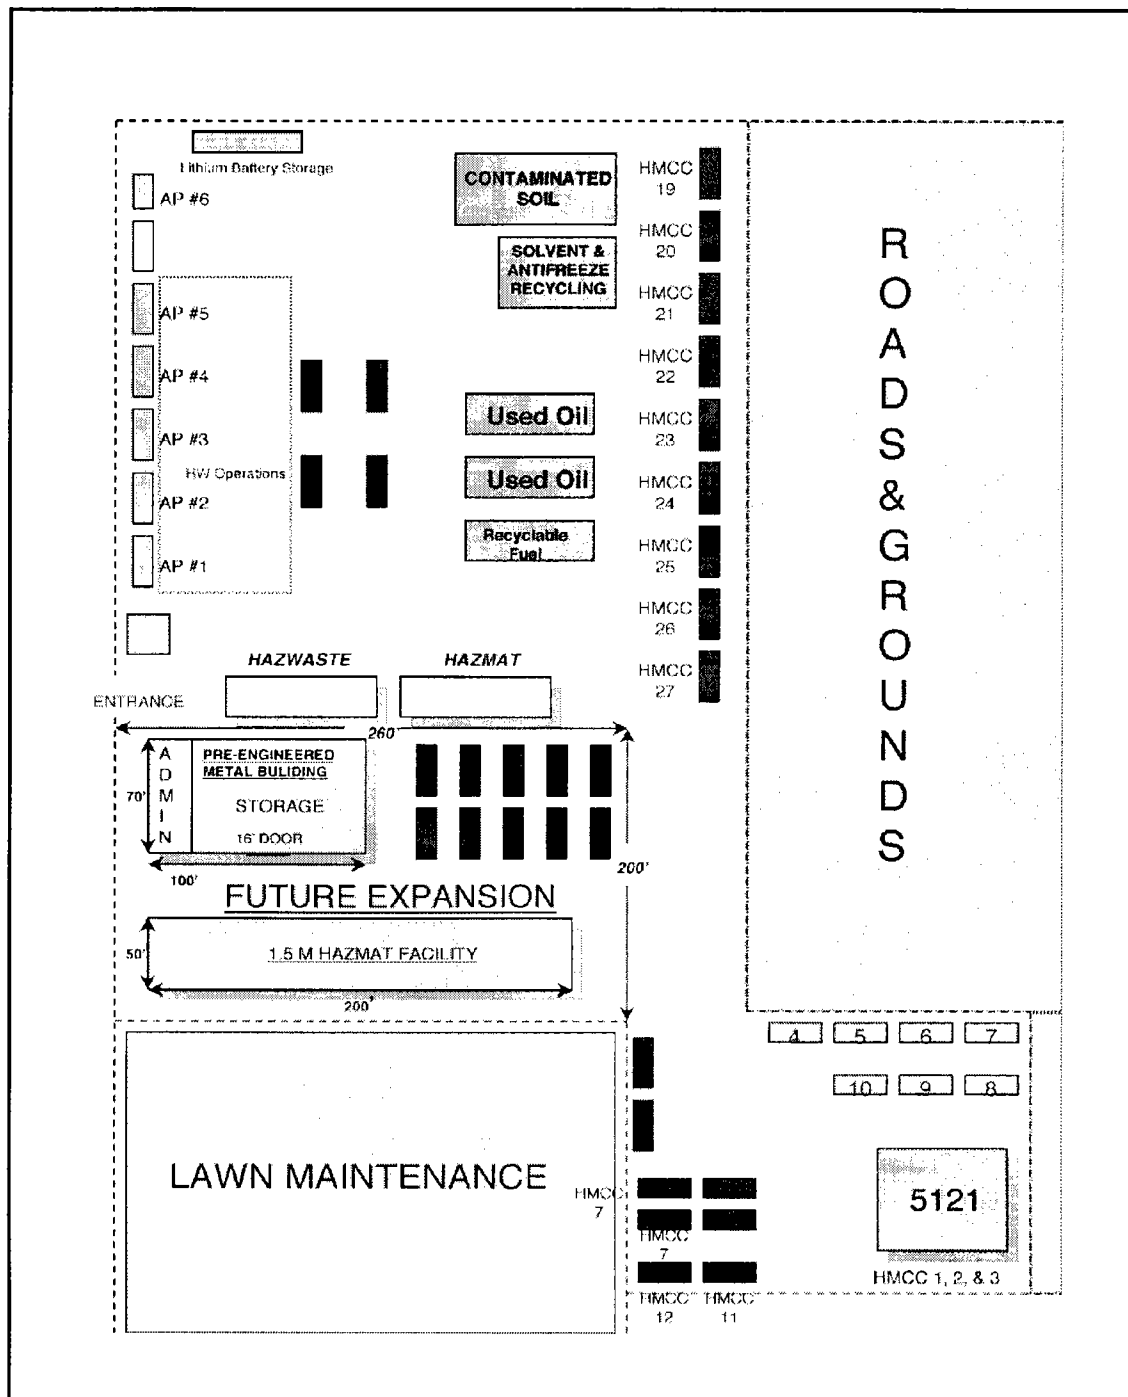 Lithium Battery Storage
AP #6
AP #5
AP #4
AP #3
HW Operations
AP #2
AP #1
CONTAMINATED
SOIL
SOLVENT &
ANTIFREEZE
RECYCLING
Used Oil
Used Oil
Recyclable
Fuel
HMCC
19
HMCC
20
HMCC
21
HMCC
22
HMCC
23
HMCC
24
HMCC
25
HMCC
26
HMCC
27
ROADS&GROUNDS
HAZWASTE
HAZMAT
ENTRANCE
260'
ADMIN
PRE-ENGINEERED
METAL BULIDING
STORAGE
16' DOOR
70'
100'
200'
FUTURE EXPANSION
50'
1.5 M HAZMAT FACILITY
200'
LAWN MAINTENANCE
4 5 6 7
10 9 8
5121
HMCC 1, 2, & 3
HMCC
7
HMCC
7
HMCC
12
HMCC
11